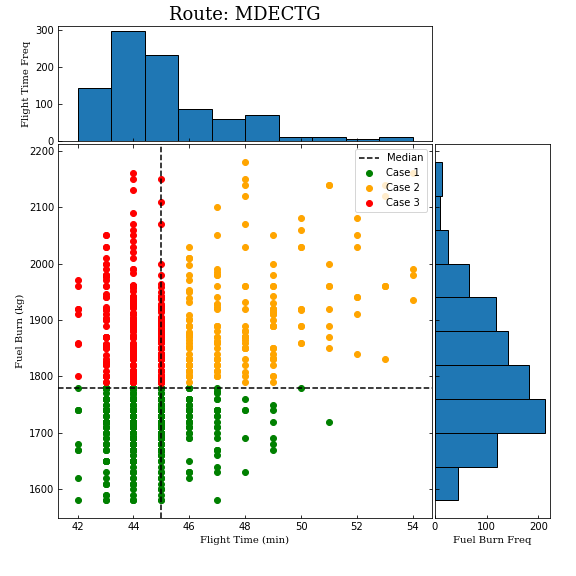 Route: MDECTG
Flight Time Freq
300
200
100
0
Median
Case 1
Case 2
Case 3
Fuel Burn (kg)
2200
2100
2000
1900
1800
1700
1600
42 44 46 48 50 52 54
Flight Time (min)
0 100 200
Fuel Burn Freq